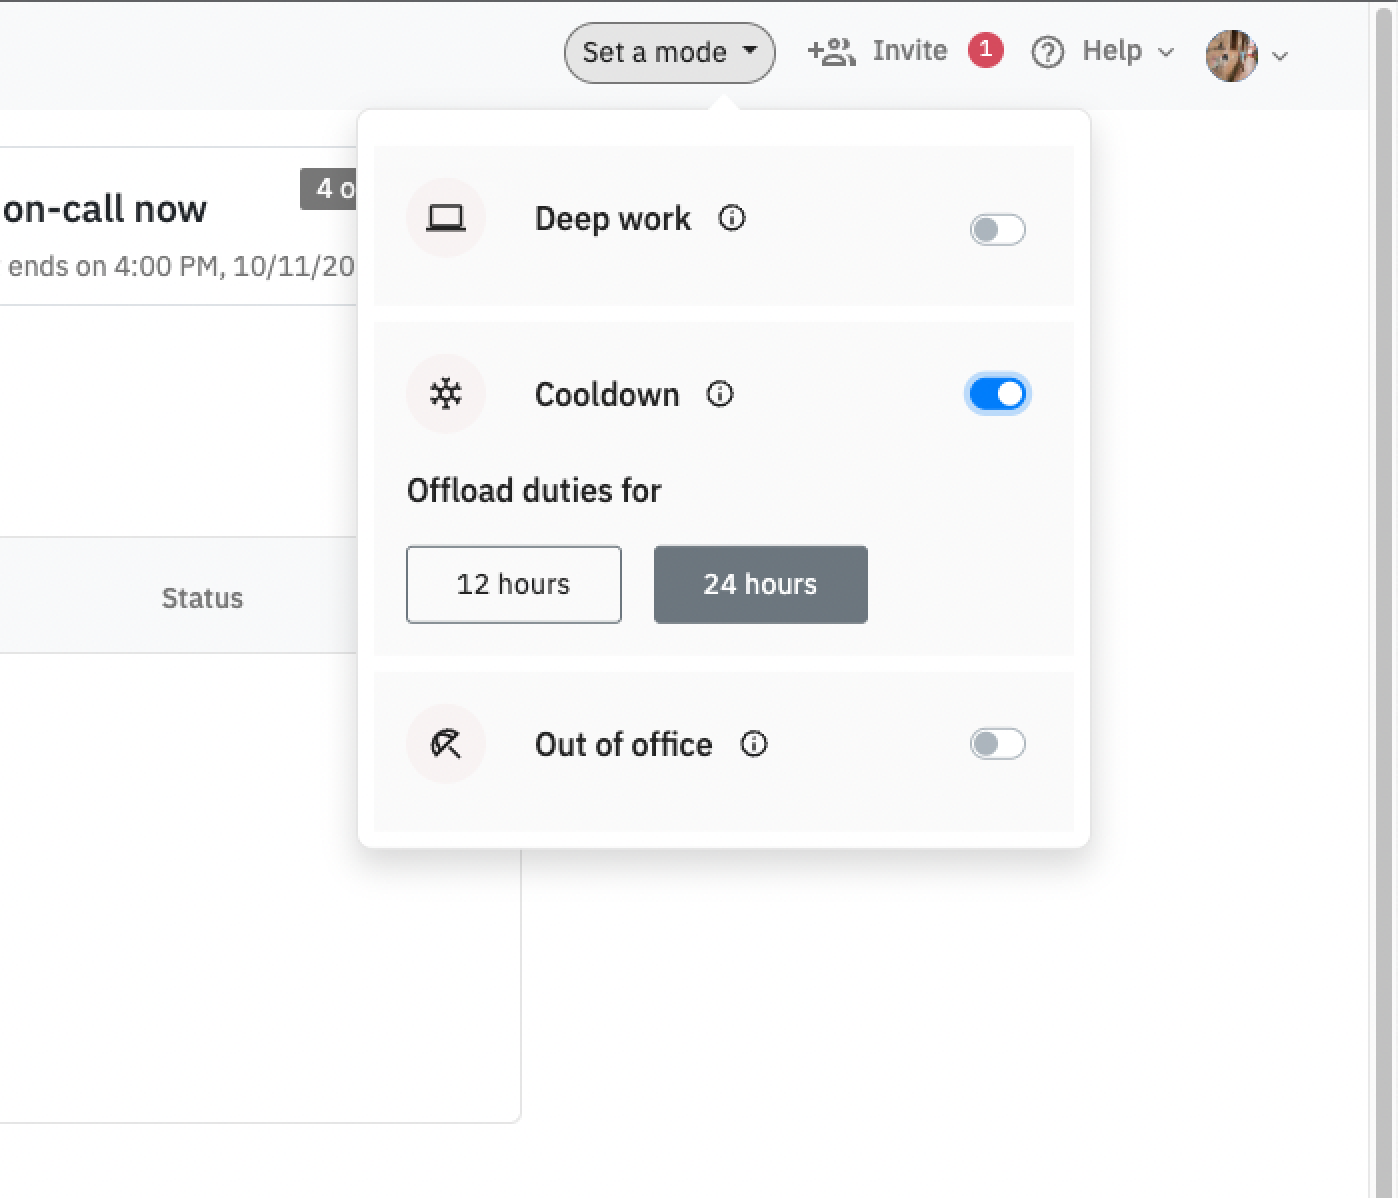 Set a mode
Invite
1
Help
on-call now
4 o
ends on 4:00 PM, 10/11/20
Deep work
Cooldown
Offload duties for
12 hours
24 hours
Status
Out of office